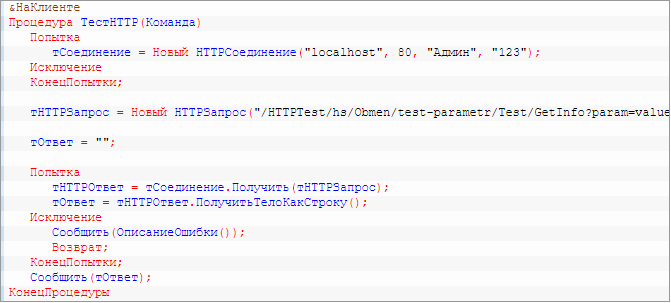 &НаКлиенте
Процедура ТестHTTP(Команда)
Попытка
тСоединение = Новый HTTPСоединение("localhost", 80, "Админ", "123");
Исключение
КонецПопытки;
тHTTPЗапрос = Новый HTTPЗапрос("/HTTPTest/hs/Obmen/test-parametr/Test/GetInfo?param=value
тОтвет = "";
Попытка
тHTTPОтвет = тСоединение.Получить(тHTTPЗапрос);
тОтвет = тHTTPОтвет.ПолучитьТелоКакСтроку();
Исключение
Сообщить(ОписаниеОшибки());
Возврат;
КонецПопытки;
Сообщить(тОтвет);
КонецПроцедуры